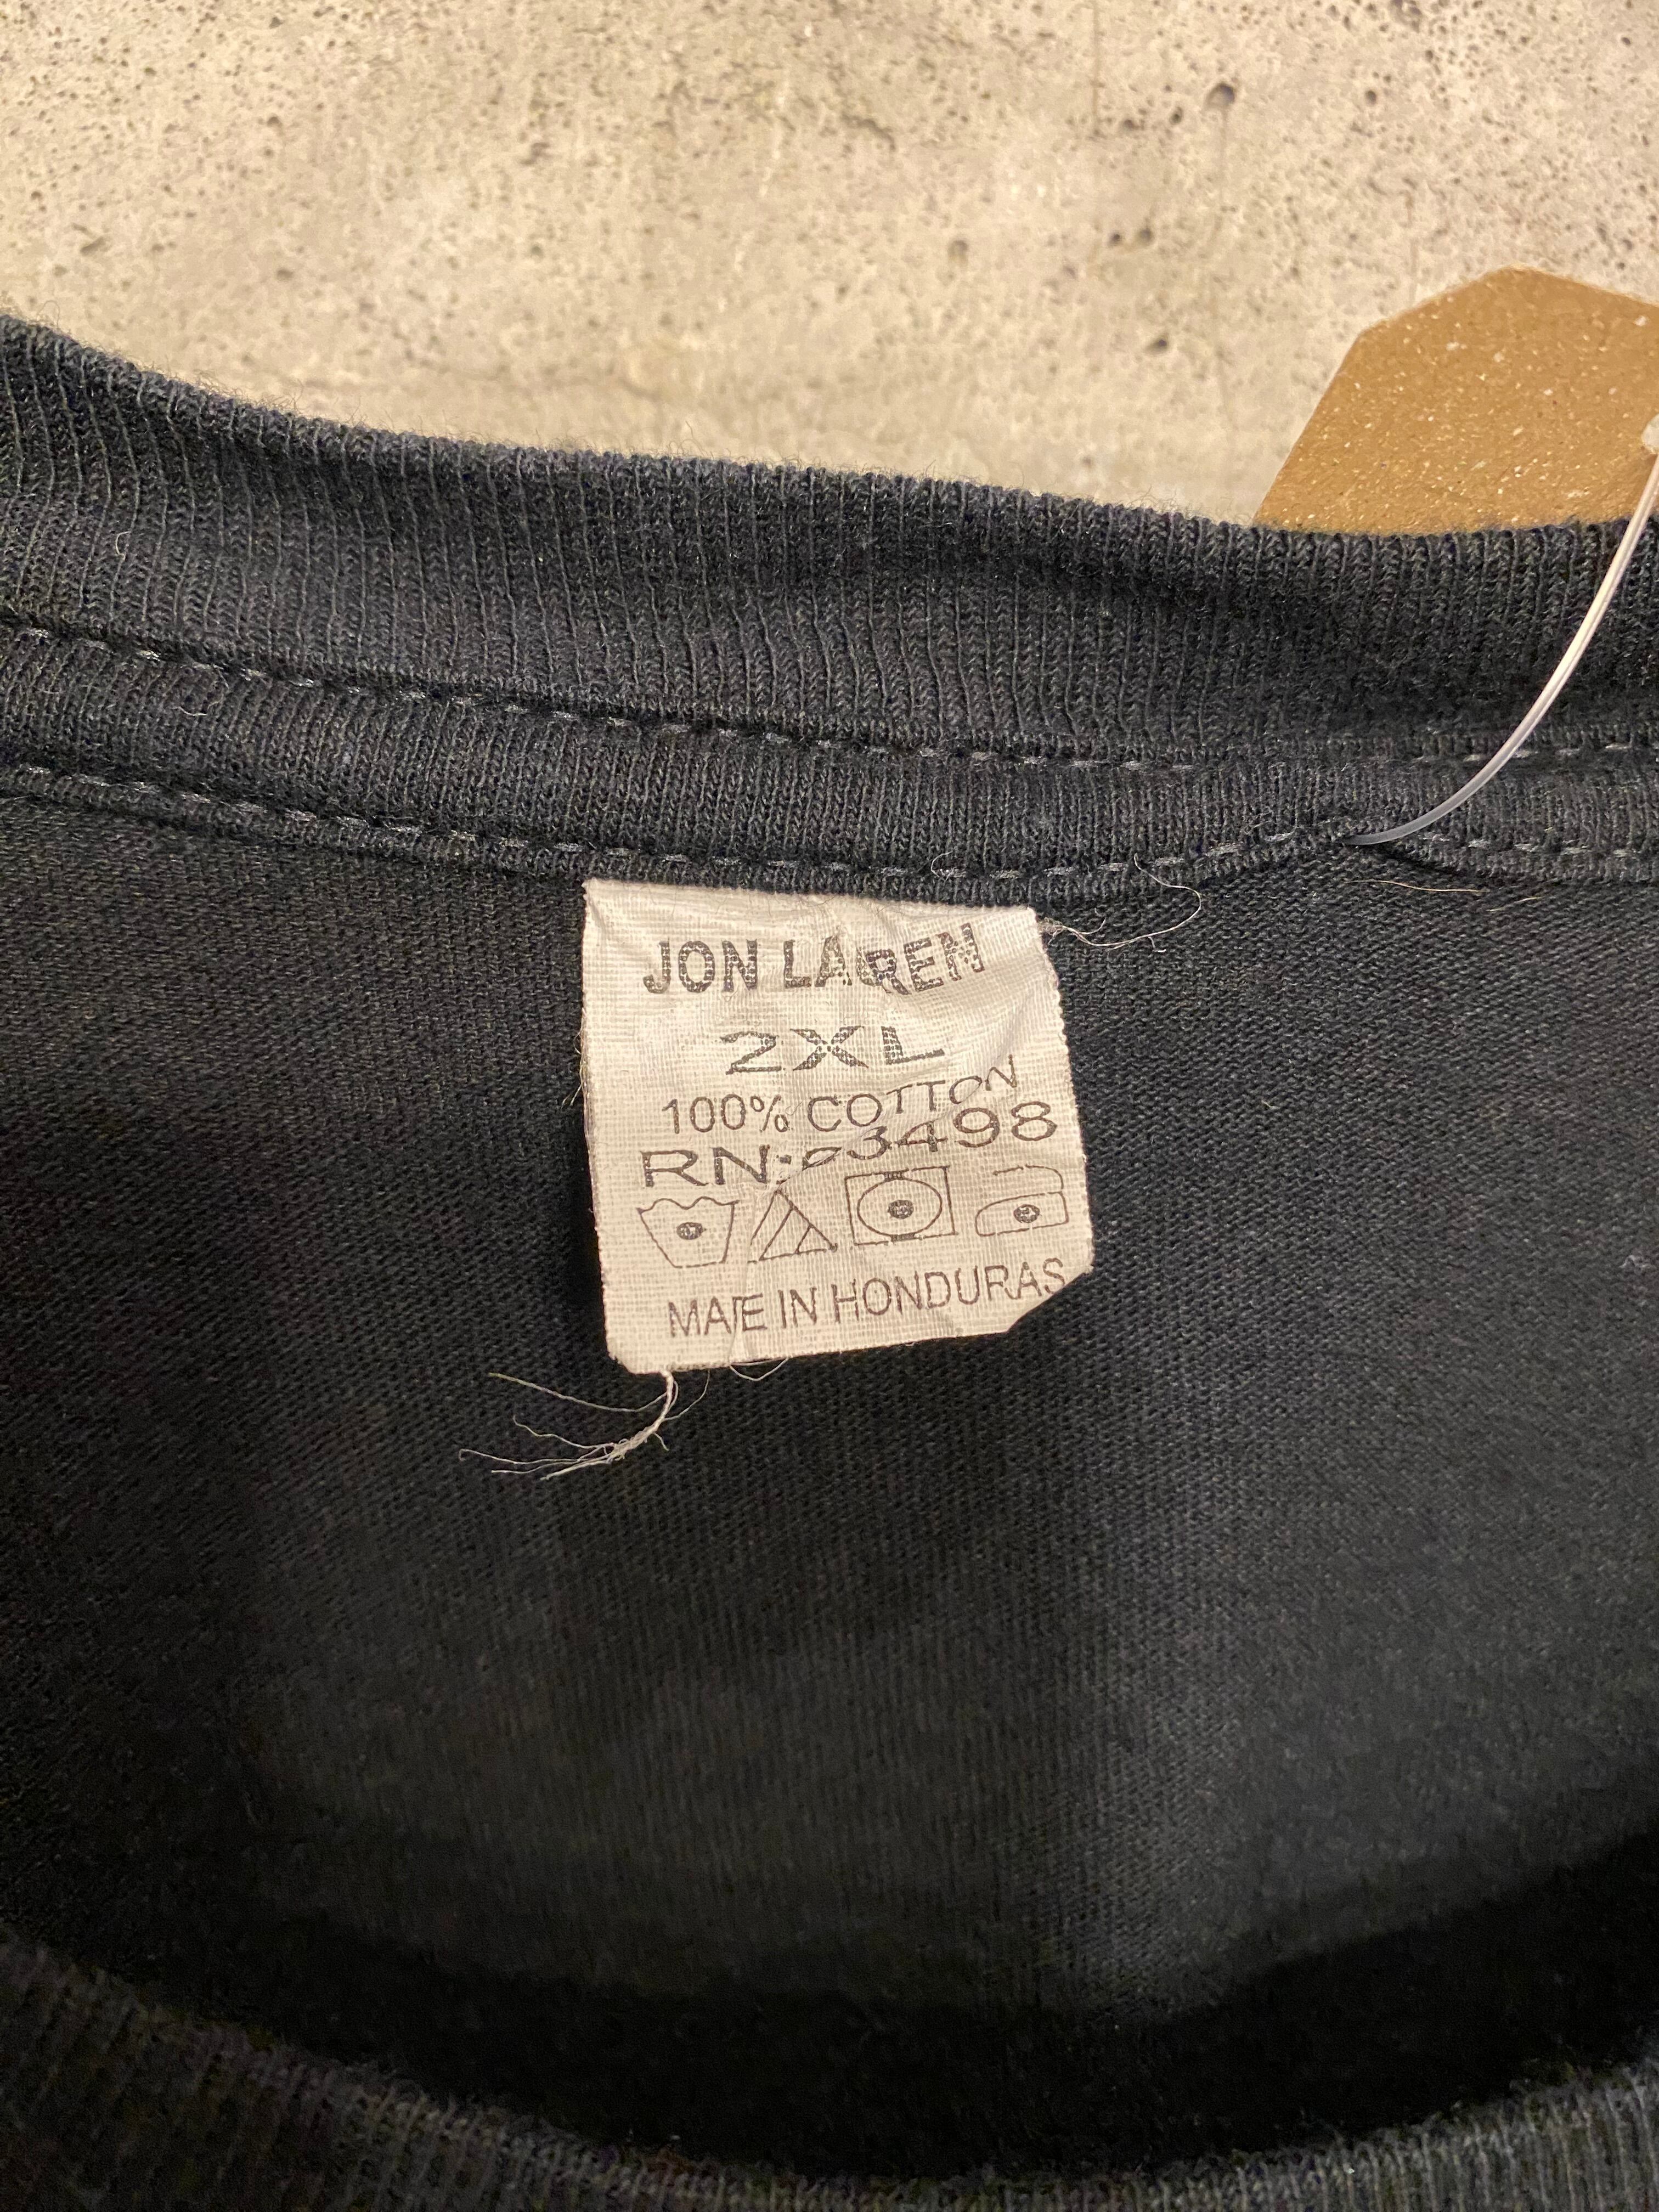 JON LAREN
2XL
100% COTTON
MADE IN HONDURAS